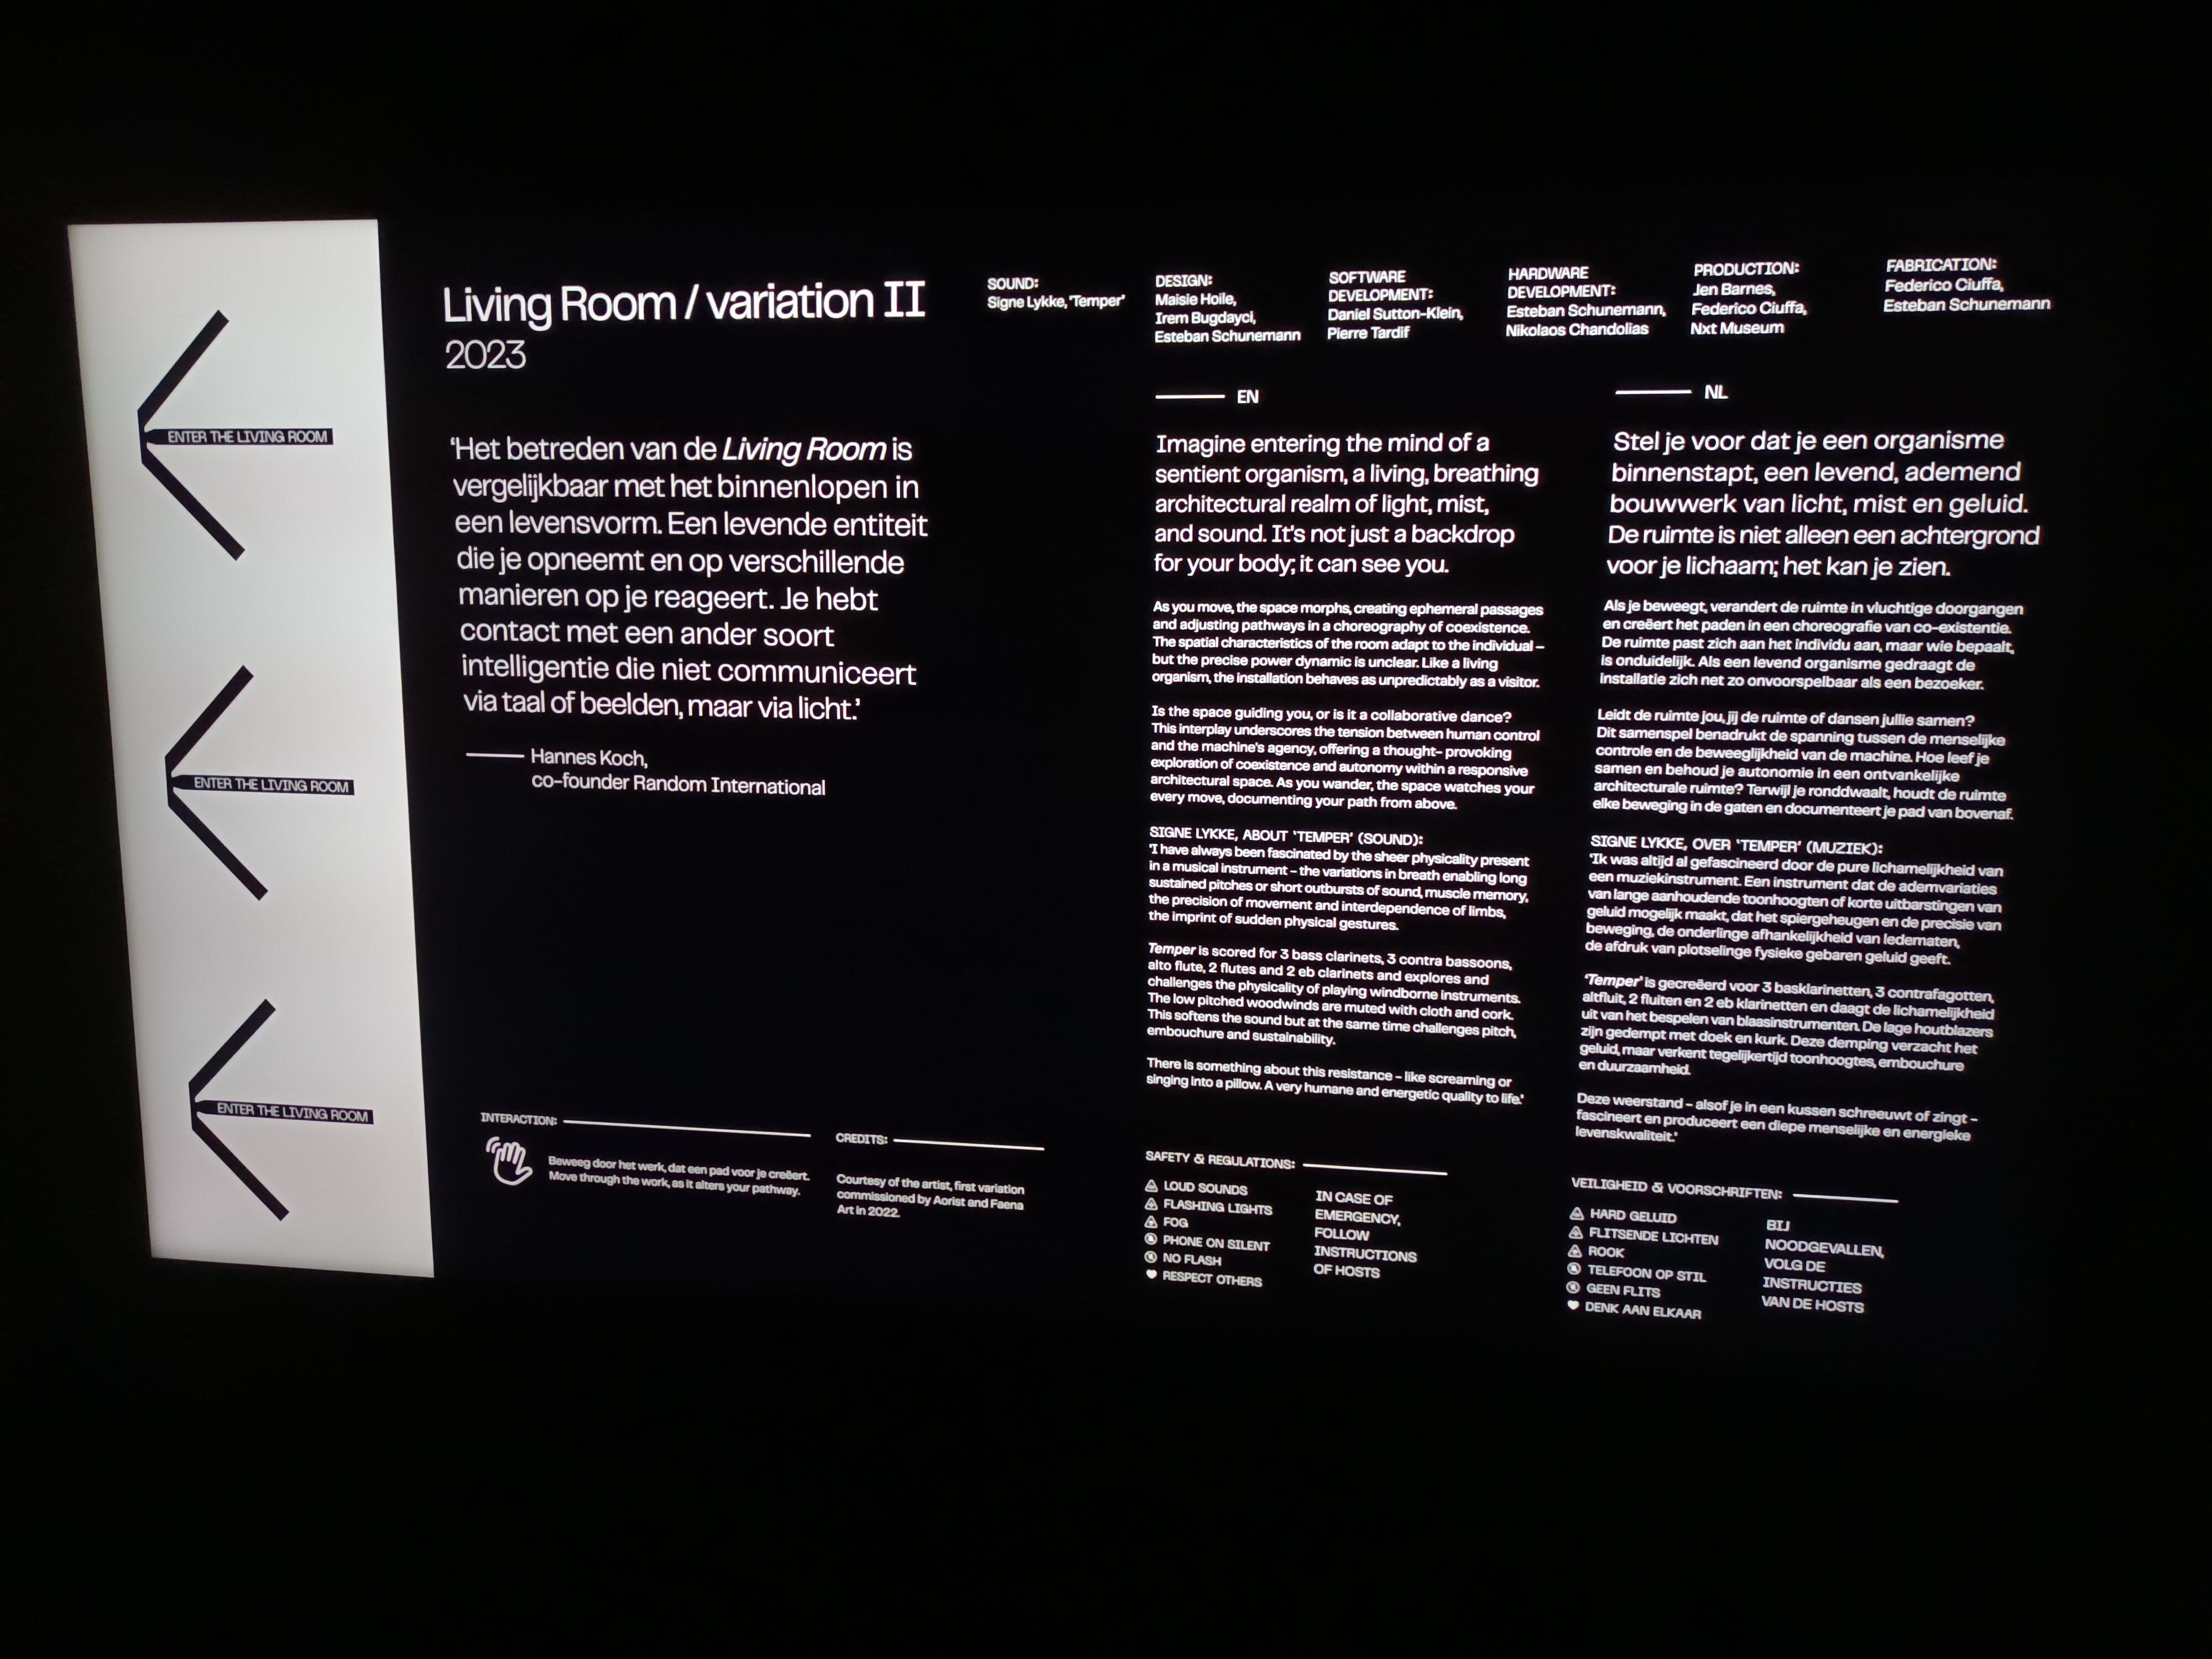 ENTER THE LIVING ROOM
ENTER THE LIVING ROOM
ENTER THE LIVING ROOM
Living Room / variation II
2023
SOUND:
Signe Lykke, 'Temper'
DESIGN:
Maisie Hoile,
Irem Bugdayci,
Esteban Schunemann
SOFTWARE
DEVELOPMENT:
Daniel Sutton-Klein,
Pierre Tardif
HARDWARE
DEVELOPMENT:
Esteban Schunemann,
Nikolaos Chandolias
PRODUCTION:
Jen Barnes,
Federico Ciuffa,
Nxt Museum
FABRICATION:
Federico Ciuffa,
Esteban Schunemann
'Het betreden van de Living Room is
vergelijkbaar met het binnenlopen in
een levensvorm. Een levende entiteit
die je opneemt en op verschillende
manieren op je reageert. Je hebt
contact met een ander soort
intelligentie die niet communiceert
via taal of beelden, maar via licht.'
Hannes Koch,
co-founder Random International
INTERACTION:
Beweeg door het werk, dat een pad voor je creëert.
Move through the work, as it alters your pathway.
CREDITS:
Courtesy of the artist, first variation
commissioned by Aorist and Faena
Art in 2022.
EN
Imagine entering the mind of a
sentient organism, a living, breathing
architectural realm of light, mist,
and sound. It's not just a backdrop
for your body; it can see you.
As you move, the space morphs, creating ephemeral passages
and adjusting pathways in a choreography of coexistence.
The spatial characteristics of the room adapt to the individual –
but the precise power dynamic is unclear. Like a living
organism, the installation behaves as unpredictably as a visitor.
Is the space guiding you, or is it a collaborative dance?
This interplay underscores the tension between human control
and the machine's agency, offering a thought- provoking
exploration of coexistence and autonomy within a responsive
architectural space. As you wander, the space watches your
every move, documenting your path from above.
SIGNE LYKKE, ABOUT 'TEMPER' (SOUND):
'I have always been fascinated by the sheer physicality present
in a musical instrument – the variations in breath enabling long
sustained pitches or short outbursts of sound, muscle memory,
the precision of movement and interdependence of limbs,
the imprint of sudden physical gestures.
Temper is scored for 3 bass clarinets, 3 contra bassoons,
alto flute, 2 flutes and 2 eb clarinets and explores and
challenges the physicality of playing windborne instruments.
The low pitched woodwinds are muted with cloth and cork.
This softens the sound but at the same time challenges pitch,
embouchure and sustainability.
There is something about this resistance – like screaming or
singing into a pillow. A very humane and energetic quality to life.'
SAFETY & REGULATIONS:
LOUD SOUNDS
FLASHING LIGHTS
FOG
PHONE ON SILENT
NO FLASH
RESPECT OTHERS
IN CASE OF
EMERGENCY,
FOLLOW
INSTRUCTIONS
OF HOSTS
NL
Stel je voor dat je een organisme
binnenstapt, een levend, ademend
bouwwerk van licht, mist en geluid.
De ruimte is niet alleen een achtergrond
voor je lichaam; het kan je zien.
Als je beweegt, verandert de ruimte in vluchtige doorgangen
en creëert het paden in een choreografie van co-existentie.
De ruimte past zich aan het individu aan, maar wie bepaalt,
is onduidelijk. Als een levend organisme gedraagt de
installatie zich net zo onvoorspelbaar als een bezoeker.
Leidt de ruimte jou, jij de ruimte of dansen jullie samen?
Dit samenspel benadrukt de spanning tussen de menselijke
controle en de beweeglijkheid van de machine. Hoe leef je
samen en behoud je autonomie in een ontvankelijke
architecturale ruimte? Terwijl je ronddwaalt, houdt de ruimte
elke beweging in de gaten en documenteert je pad van bovenaf.
SIGNE LYKKE, OVER 'TEMPER' (MUZIEK):
'Ik was altijd al gefascineerd door de pure lichamelijkheid van
een muziekinstrument. Een instrument dat de ademvariaties
van lange aanhoudende toonhoogten of korte uitbarstingen van
geluid mogelijk maakt, dat het spiergeheugen en de precisie van
beweging, de onderlinge afhankelijkheid van ledematen,
de afdruk van plotselinge fysieke gebaren geluid geeft.
'Temper' is gecreëerd voor 3 basklarinetten, 3 contrafagotten,
altfluit, 2 fluiten en 2 eb klarinetten en daagt de lichamelijkheid
uit van het bespelen van blaasinstrumenten. De lage houtblazers
zijn gedempt met doek en kurk. Deze demping verzacht het
geluid, maar verkent tegelijkertijd toonhoogtes, embouchure
en duurzaamheid.
Deze weerstand – alsof je in een kussen schreeuwt of zingt –
fascineert en produceert een diepe menselijke en energieke
levenskwaliteit.'
VEILIGHEID & VOORSCHRIFTEN:
HARD GELUID
FLITSENDE LICHTEN
ROOK
TELEFOON OP STIL
GEEN FLITS
DENK AAN ELKAAR
BIJ
NOODGEVALLEN,
VOLG DE
INSTRUCTIES
VAN DE HOSTS